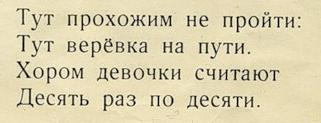 Тут прохожим не пройти:
Тут верёвка на пути.
Хором девочки считают
Десять раз по десяти.